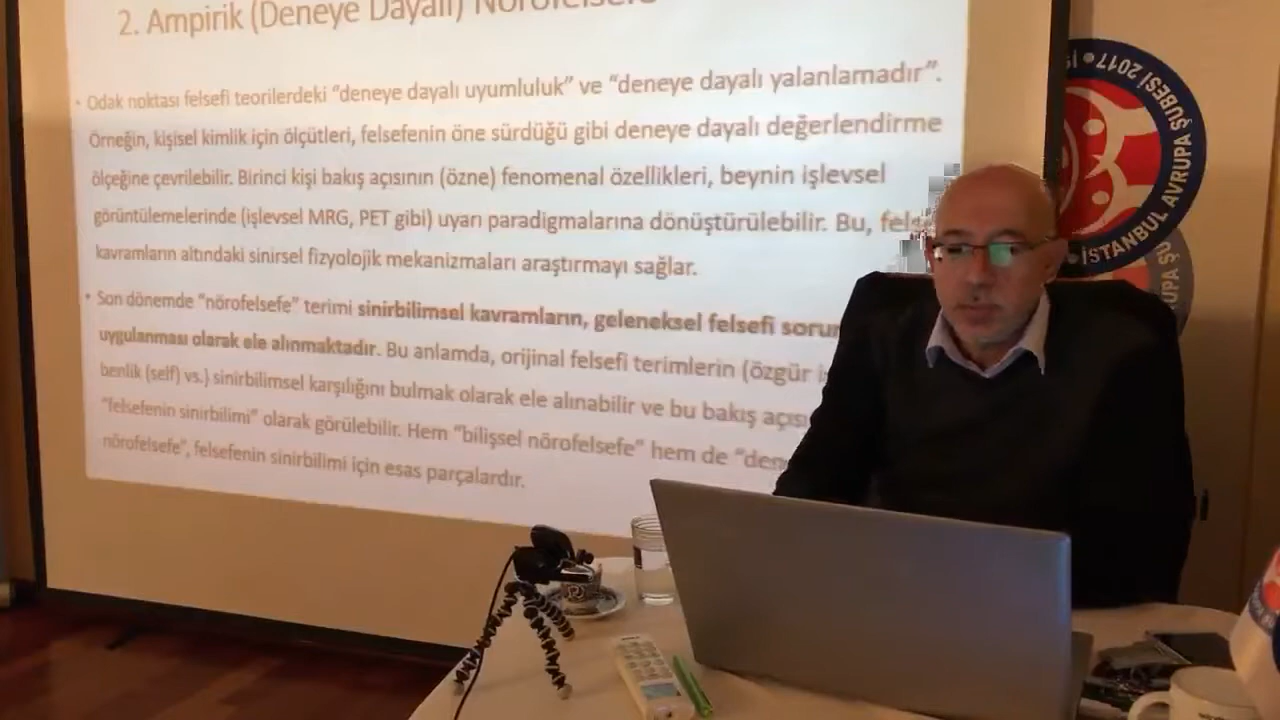 2. Ampirik (Deneye Dayalı) Nörofelsefe
• Odak noktası felsefi teorilerdeki “deneye dayalı uyumluluk” ve “deneye dayalı yalanlamadır”.
Örneğin, kişisel kimlik için ölçütleri, felsefenin öne sürdüğü gibi deneye dayalı değerlendirme
ölçeğine çevrilebilir. Birinci kişi bakış açısının (özne) fenomenal özellikleri, beynin işlevsel
görüntülemelerinde (işlevsel MRG, PET gibi) uyarı paradigmalarına dönüştürülebilir. Bu,
kavramların altındaki sinirsel fizyolojik mekanizmaları araştırmayı sağlar.
• Son dönemde “nörofelsefe” terimi sinirbilimsel kavramların, geleneksel felsefi
uygulanması olarak ele alınmaktadır. Bu anlamda, orijinal felsefi terimlerin (özgür
benlik (self) vs.) sinirbilimsel karşılığını bulmak olarak ele alınabilir ve bu bakış
“felsefenin sinirbilimi” olarak görülebilir. Hem “bilişsel nörofelsefe” hem de
nörofelsefe”, felsefenin sinirbilimi için esas parçalardır.
• İSTANBUL AVRUPA ŞUBESİ 2017 •